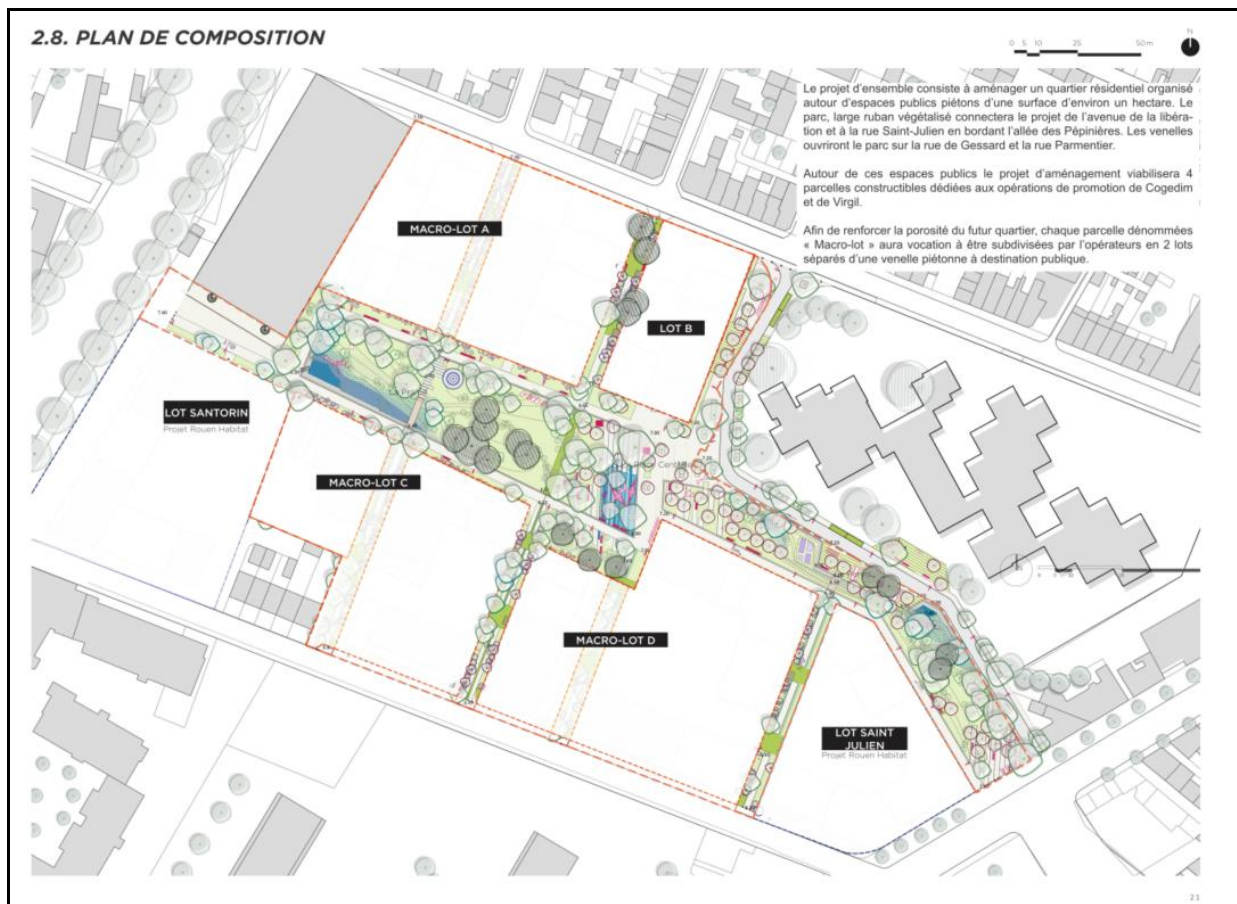 2.8. PLAN DE COMPOSITION
0 5 10 25 50m
N
Le projet d'ensemble consiste à aménager un quartier résidentiel organisé
autour d'espaces publics piétons d'une surface d'environ un hectare. Le
parc, large ruban végétalisé connectera le projet de l'avenue de la libéra-
tion et à la rue Saint-Julien en bordant l'allée des Pépinières. Les venelles
ouvriront le parc sur la rue de Gessard et la rue Parmentier.
Autour de ces espaces publics le projet d'aménagement viabilisera 4
parcelles constructibles dédiées aux opérations de promotion de Cogedim
et de Virgil.
Afin de renforcer la porosité du futur quartier, chaque parcelle dénommées
« Macro-lot » aura vocation à être subdivisées par l'opérateurs en 2 lots
séparés d'une venelle piétonne à destination publique.
MACRO-LOT A
LOT B
LOT SANTORIN
Projet Rouen Habitat
MACRO-LOT C
MACRO-LOT D
LOT SAINT
JULIEN
Projet Rouen Habitat
21